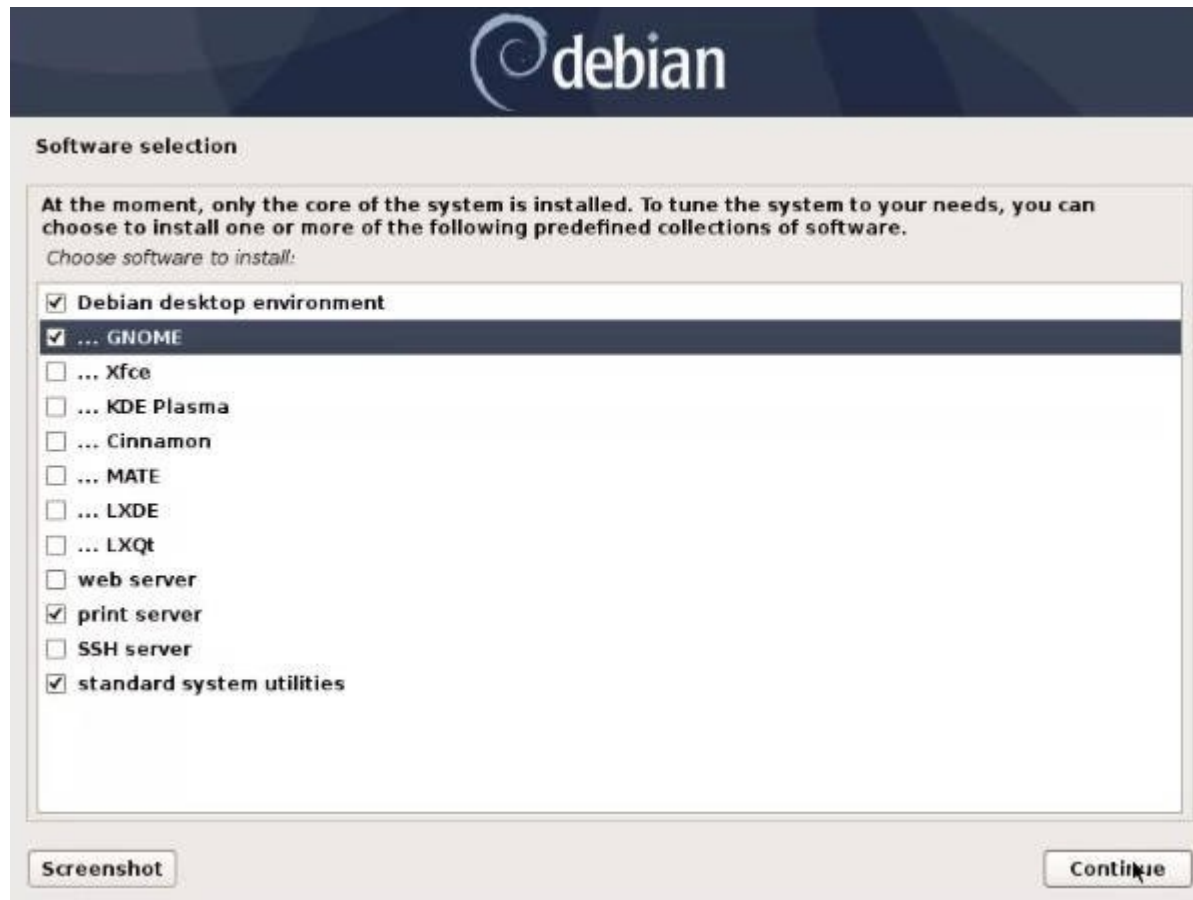 debian
Software selection
At the moment, only the core of the system is installed. To tune the system to your needs, you can
choose to install one or more of the following predefined collections of software.
Choose software to install:
Debian desktop environment
... GNOME
... Xfce
... KDE Plasma
... Cinnamon
... MATE
... LXDE
... LXQt
web server
print server
SSH server
standard system utilities
Screenshot
Continue